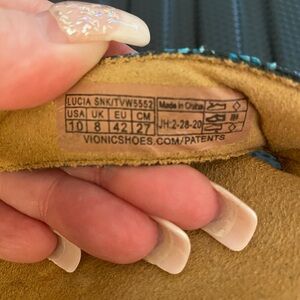 LUCIA SNK/TVW5552 Made in China
USA UK EU CM
10 8 42 27 JH:2-28-20
VIONICSHOES.COM/PATENTS